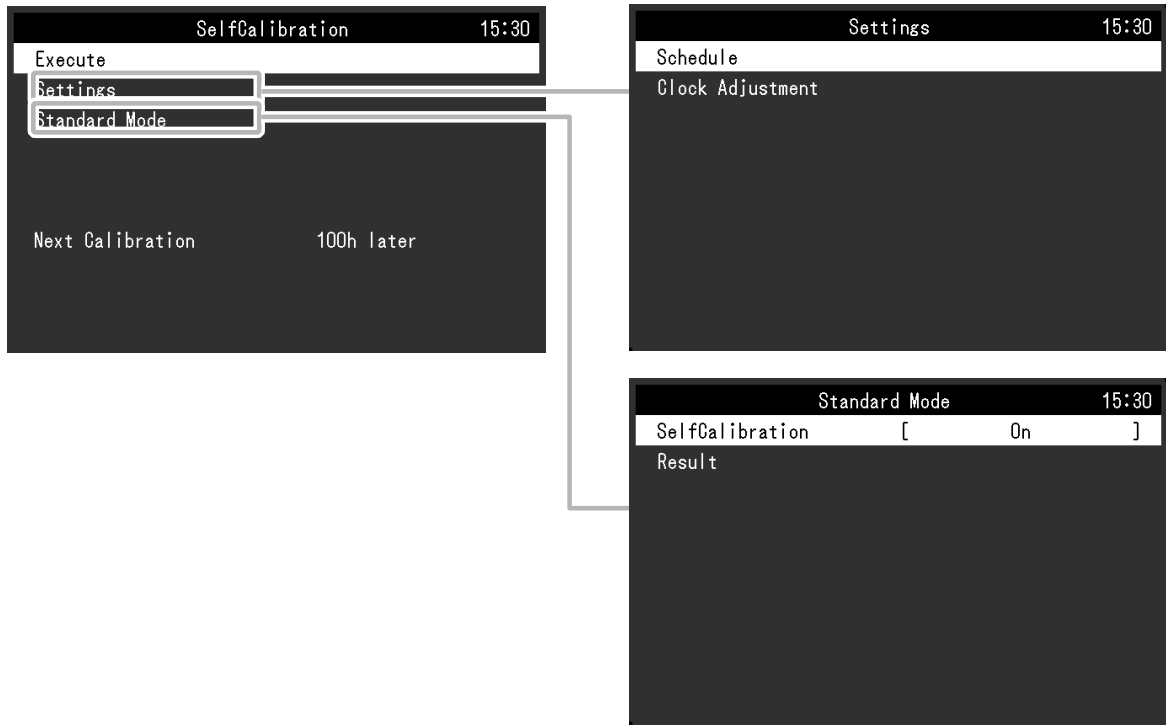 SelfCalibration 15:30
Execute
Settings
Standard Mode
Next Calibration 100h later
Settings 15:30
Schedule
Clock Adjustment
Standard Mode 15:30
SelfCalibration [ On ]
Result